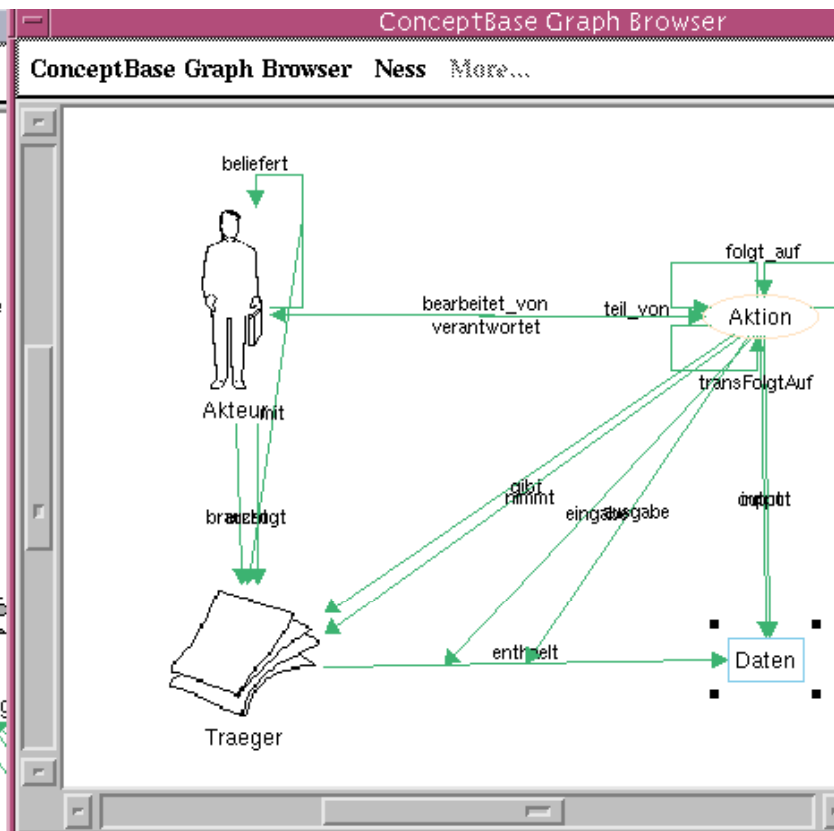 ConceptBase Graph Browser
ConceptBase Graph Browser Ness More...
beliefert
folgt_auf
bearbeitet_von
teil_von
Aktion
verantwortet
transFolgtAuf
Akteur
mit
gibt
nimmt
eingabe
ausgabe
enthaelt
Daten
Traeger